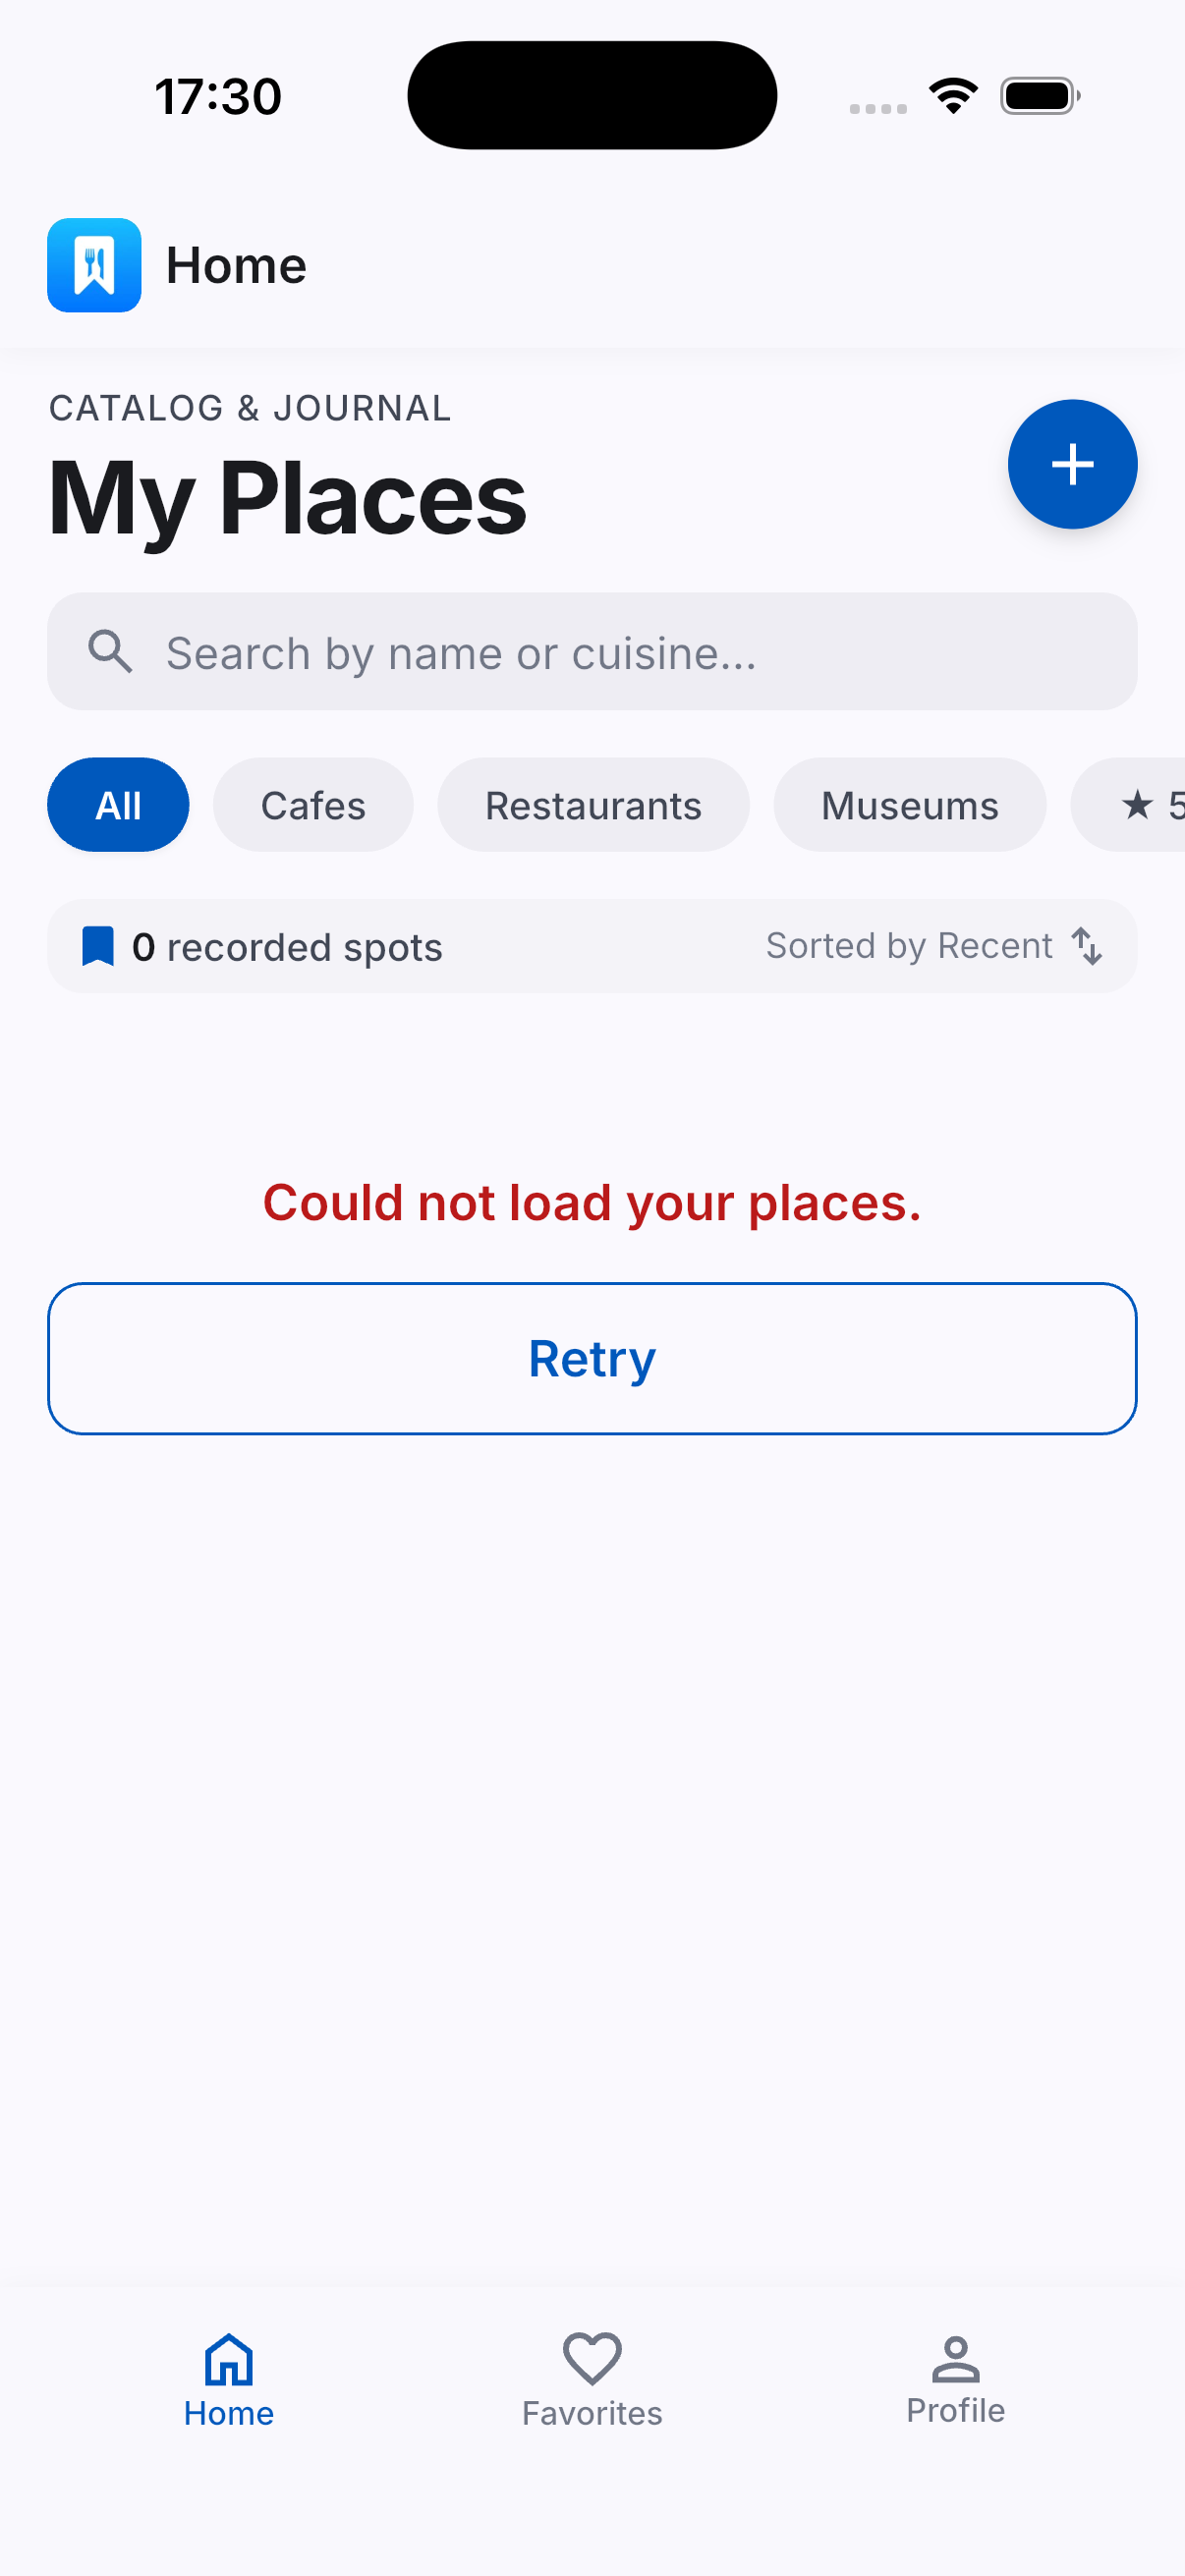 17:30
Home
CATALOG & JOURNAL
My Places
Search by name or cuisine...
All
Cafes
Restaurants
Museums
★ 5
0 recorded spots
Sorted by Recent
Could not load your places.
Retry
Home
Favorites
Profile